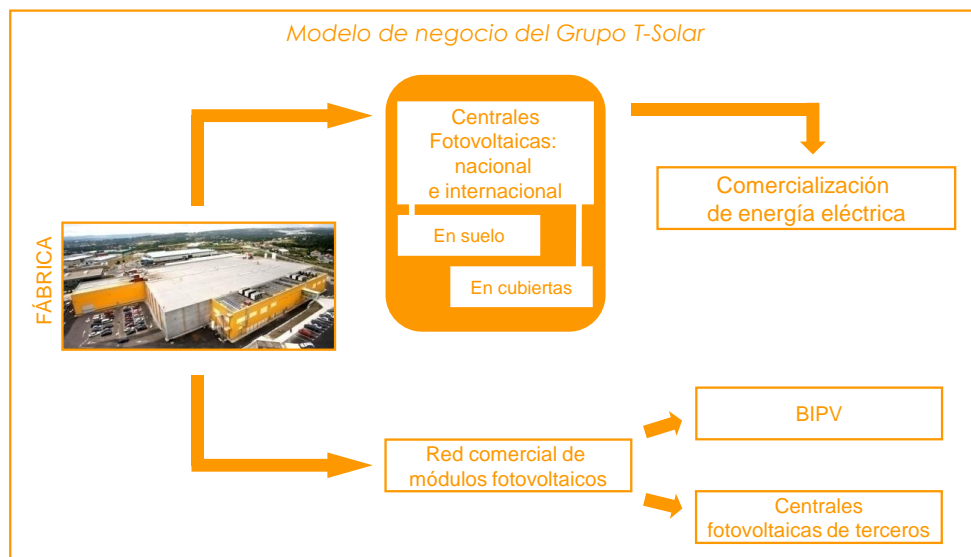 Modelo de negocio del Grupo T-Solar
Centrales
Fotovoltaicas:
nacional
e internacional
En suelo
En cubiertas
Comercialización
de energía eléctrica
FÁBRICA
Red comercial de
módulos fotovoltaicos
BIPV
Centrales
fotovoltaicas de terceros